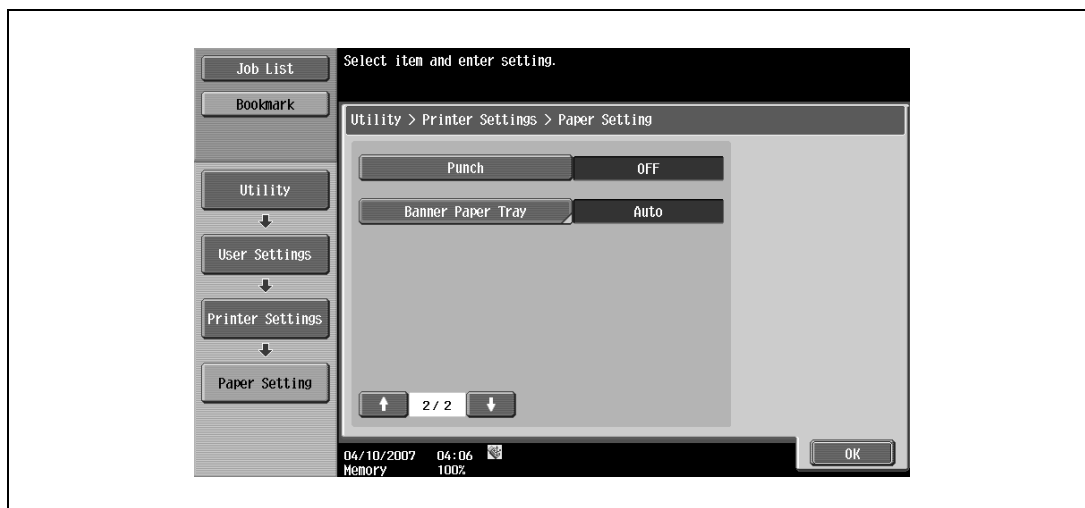 Job List
Bookmark
Select item and enter setting.
Utility > Printer Settings > Paper Setting
Utility
User Settings
Printer Settings
Paper Setting
Punch OFF
Banner Paper Tray Auto
2/ 2
04/10/2007 04:06
Memory 100%
OK